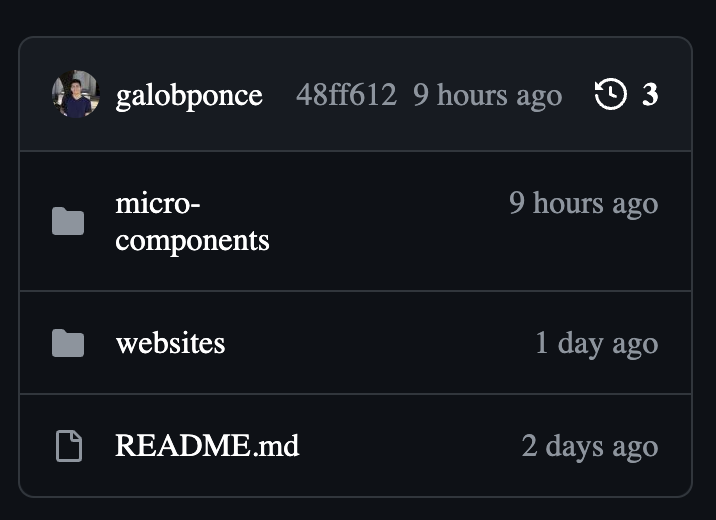 galobponce 48ff612 9 hours ago 3
micro-
components
9 hours ago
websites 1 day ago
README.md 2 days ago